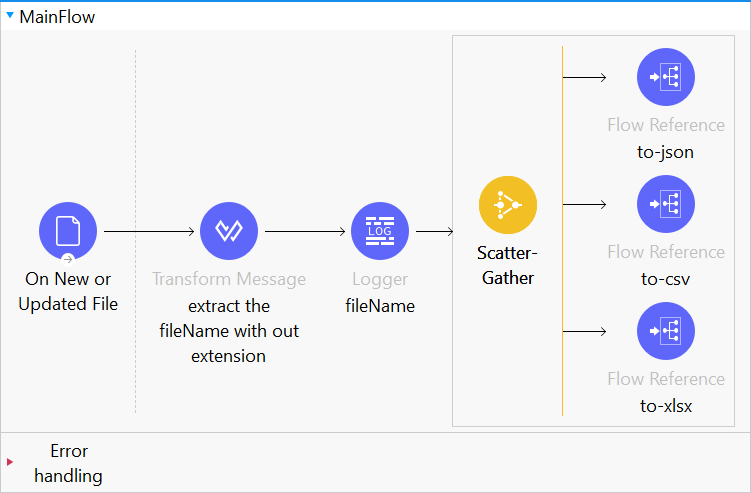 MainFlow
On New or
Updated File
Transform Message
extract the
fileName with out
extension
LOG
Logger
fileName
Scatter-
Gather
Flow Reference
to-json
Flow Reference
to-csv
Flow Reference
to-xlsx
Error
handling